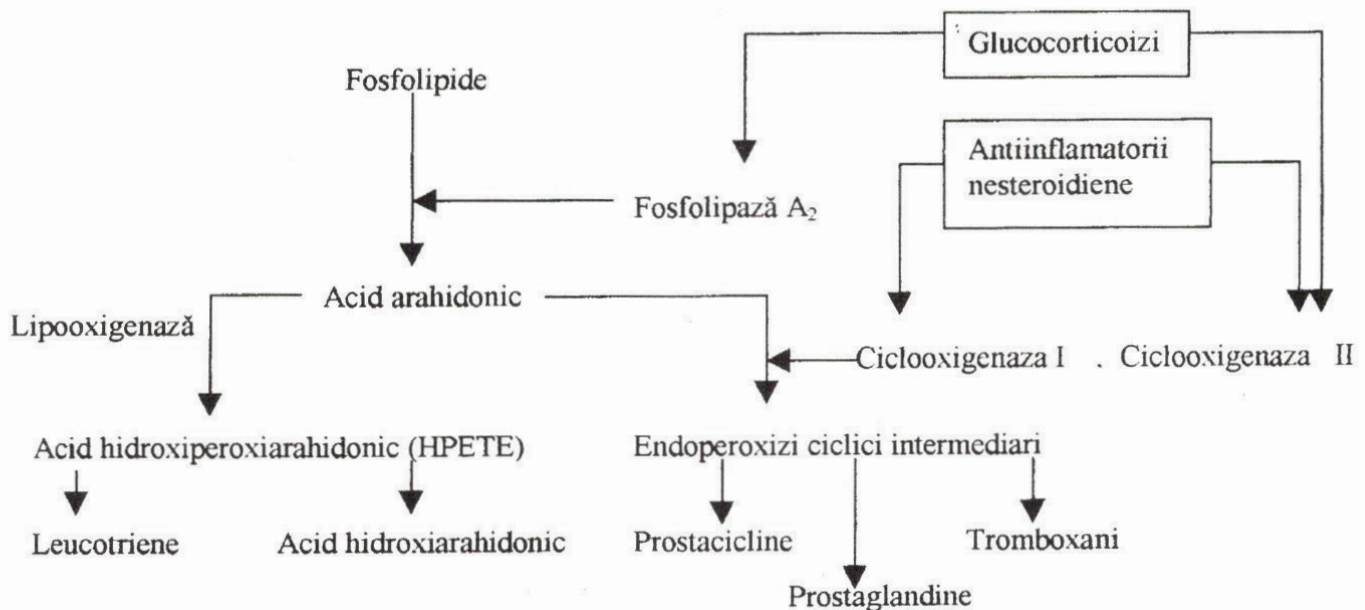 Glucocorticoizi
Fosfolipide
Antiinflamatorii
nesteroidiene
Fosfolipază A₂
Acid arahidonic
Lipooxigenază
Ciclooxigenaza I . Ciclooxigenaza II
Acid hidroxiperoxiarahidonic (HPETE)
Endoperoxizi ciclici intermediari
Leucotriene
Acid hidroxiarahidonic
Prostacicline
Tromboxani
Prostaglandine